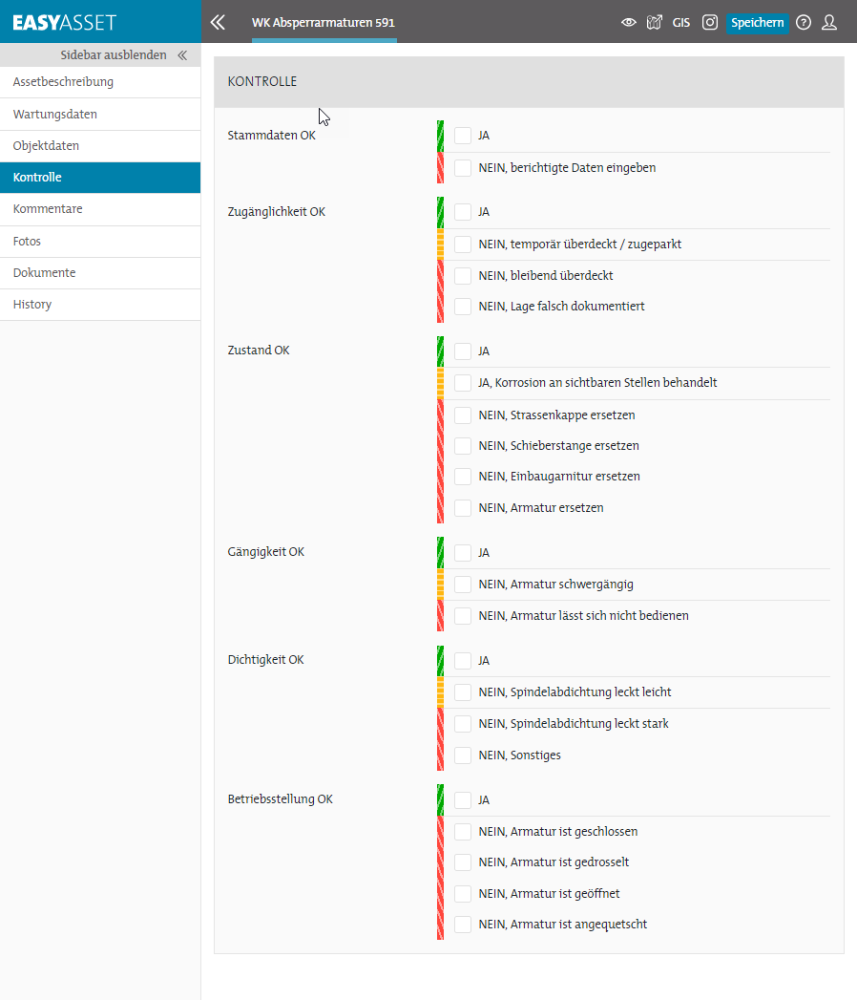 EASYASSET
WK Absperrarmaturen 591
GIS
Speichern
Sidebar ausblenden
Assetbeschreibung
Wartungsdaten
Objektdaten
Kontrolle
Kommentare
Fotos
Dokumente
History
KONTROLLE
Stammdaten OK
JA
NEIN, berichtigte Daten eingeben
Zugänglichkeit OK
JA
NEIN, temporär überdeckt / zugeparkt
NEIN, bleibend überdeckt
NEIN, Lage falsch dokumentiert
Zustand OK
JA
JA, Korrosion an sichtbaren Stellen behandelt
NEIN, Strassenkappe ersetzen
NEIN, Schieberstange ersetzen
NEIN, Einbaugarnitur ersetzen
NEIN, Armatur ersetzen
Gängigkeit OK
JA
NEIN, Armatur schwergängig
NEIN, Armatur lässt sich nicht bedienen
Dichtigkeit OK
JA
NEIN, Spindelabdichtung leckt leicht
NEIN, Spindelabdichtung leckt stark
NEIN, Sonstiges
Betriebsstellung OK
JA
NEIN, Armatur ist geschlossen
NEIN, Armatur ist gedrosselt
NEIN, Armatur ist geöffnet
NEIN, Armatur ist angequetscht